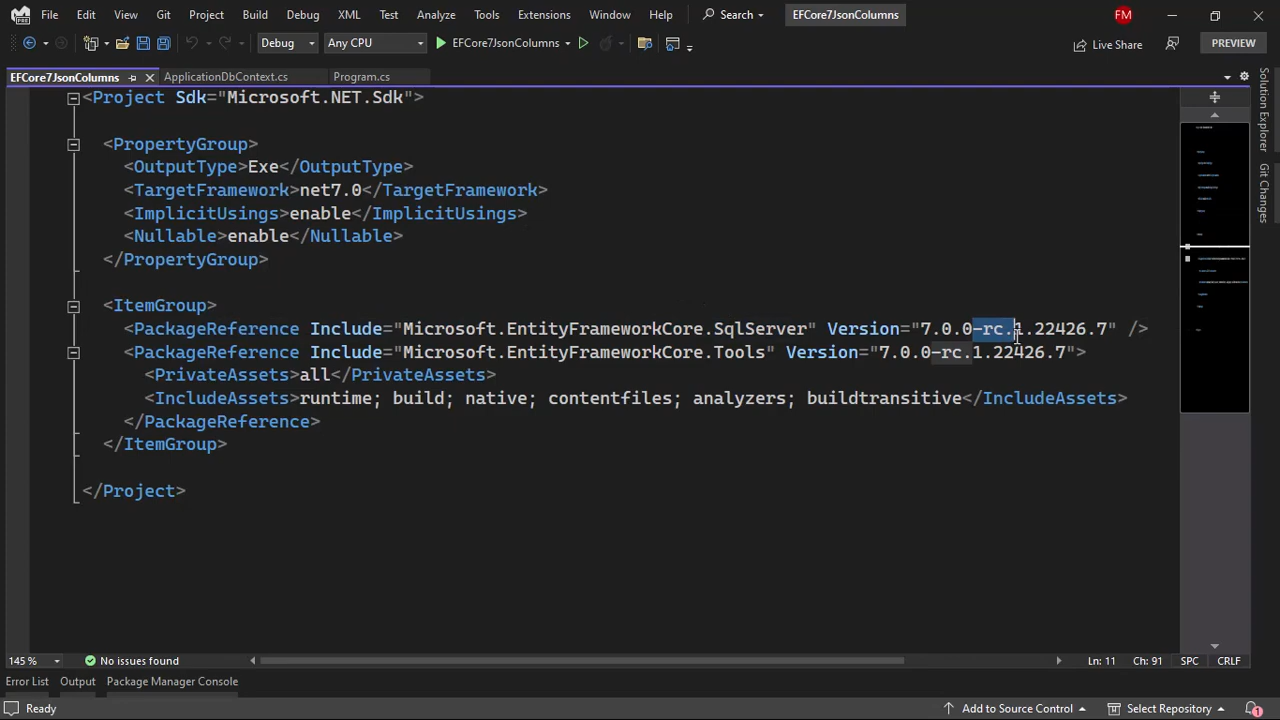 File Edit View Git Project Build Debug XML Test Analyze Tools Extensions Window Help Search EFCore7JsonColumns FM
Debug Any CPU EFCore7JsonColumns Live Share PREVIEW
EFCore7JsonColumns ApplicationDbContext.cs Program.cs
<Project Sdk="Microsoft.NET.Sdk">
<PropertyGroup>
<OutputType>Exe</OutputType>
<TargetFramework>net7.0</TargetFramework>
<ImplicitUsings>enable</ImplicitUsings>
<Nullable>enable</Nullable>
</PropertyGroup>
<ItemGroup>
<PackageReference Include="Microsoft.EntityFrameworkCore.SqlServer" Version="7.0.0-rc.1.22426.7" />
<PackageReference Include="Microsoft.EntityFrameworkCore.Tools" Version="7.0.0-rc.1.22426.7">
<PrivateAssets>all</PrivateAssets>
<IncludeAssets>runtime; build; native; contentfiles; analyzers; buildtransitive</IncludeAssets>
</PackageReference>
</ItemGroup>
</Project>
Solution Explorer
Git Changes
145 % No issues found Ln: 11 Ch: 91 SPC CRLF
Error List Output Package Manager Console
Ready Add to Source Control Select Repository 1